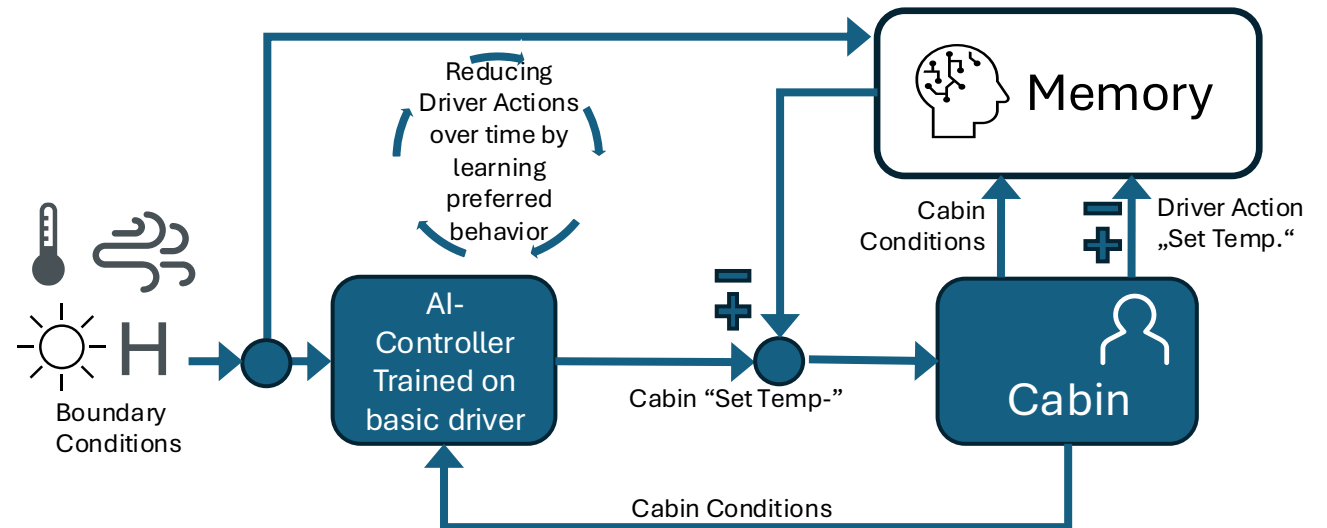 Reducing
Driver Actions
over time by
learning
preferred
behavior
Memory
Cabin
Conditions
Driver Action
„Set Temp.“
H
Boundary
Conditions
AI-
Controller
Trained on
basic driver
Cabin “Set Temp-”
Cabin
Cabin Conditions